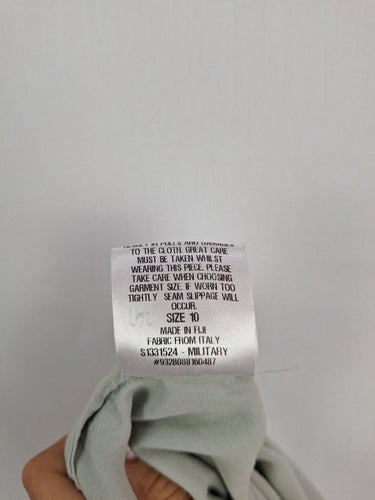 TO THE CLOTH. GREAT CARE
MUST BE TAKEN WHILST
WEARING THIS PIECE. PLEASE
TAKE CARE WHEN CHOOSING
GARMENT SIZE. IF WORN TOO
TIGHTLY SEAM SLIPPAGE WILL
OCCUR.
SIZE 10
MADE IN FIJI
FABRIC FROM ITALY
S1331524 - MILITARY
#9328088160487